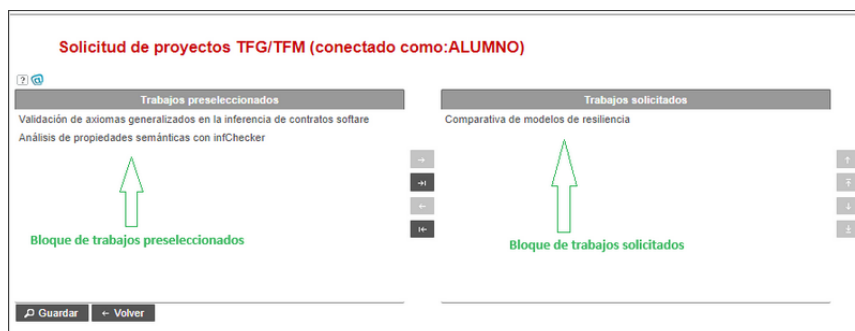 Solicitud de proyectos TFG/TFM (conectado como:ALUMNO)
?
Trabajos preseleccionados
Validación de axiomas generalizados en la inferencia de contratos softare
Análisis de propiedades semánticas con infChecker
Bloque de trabajos preseleccionados
Trabajos solicitados
Comparativa de modelos de resiliencia
Bloque de trabajos solicitados
Guardar
Volver